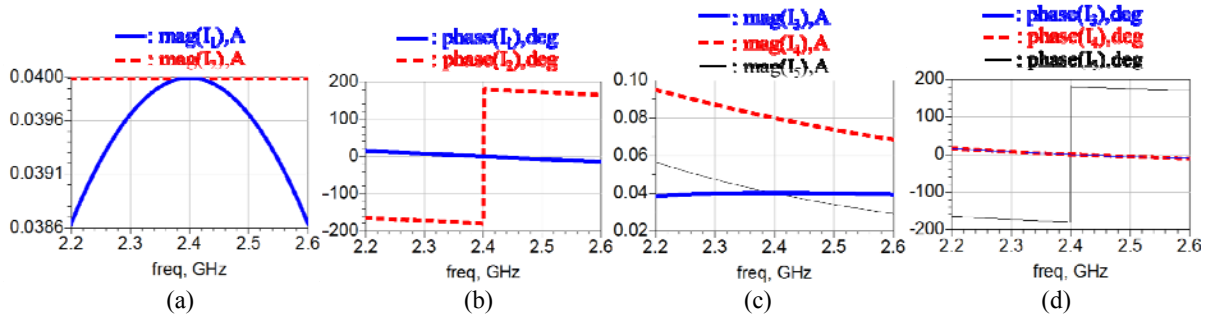 : mag(I₁),A
: mag(I₂),A
0.0400
0.0396
0.0391
0.0386
2.2 2.3 2.4 2.5 2.6
freq, GHz
(a)
: phase(I₁),deg
: phase(I₂),deg
200
100
0
-100
-200
2.2 2.3 2.4 2.5 2.6
freq, GHz
(b)
: mag(I₃),A
: mag(I₄),A
: mag(I₅),A
0.10
0.08
0.06
0.04
0.02
2.2 2.3 2.4 2.5 2.6
freq, GHz
(c)
: phase(I₃),deg
: phase(I₄),deg
: phase(I₅),deg
200
100
0
-100
-200
2.2 2.3 2.4 2.5 2.6
freq, GHz
(d)